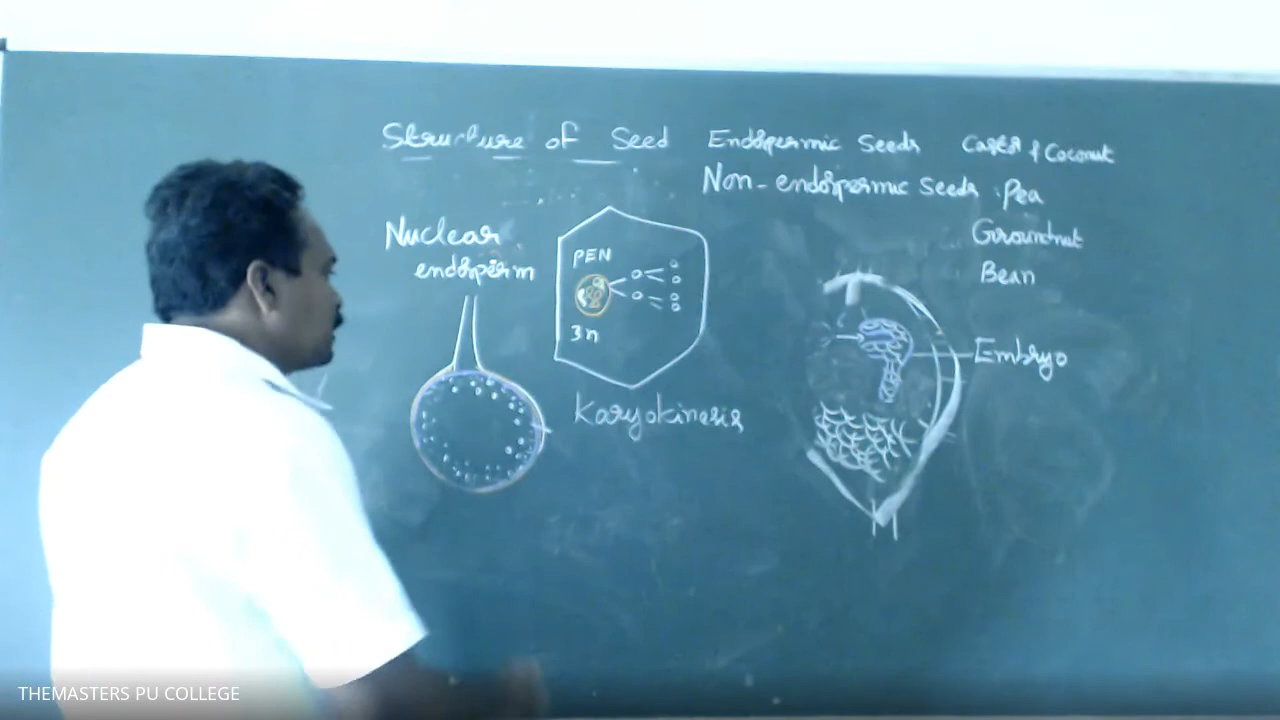 Structure of Seed Endospermic Seeds Castor & Coconut
Non-endospermic Seeds : Pea
Groundnut
Bean
Nuclear
endosperm
PEN
3n
Karyokinesis
Embryo
THEMASTERS PU COLLEGE